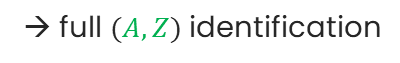 → full (A, Z) identification